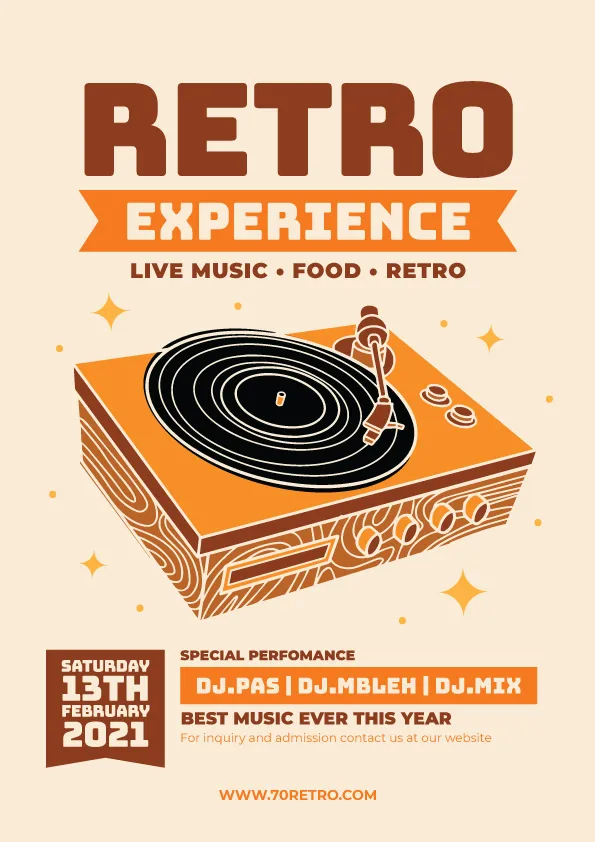 RETRO
EXPERIENCE
LIVE MUSIC • FOOD • RETRO
SATURDAY
13TH
FEBRUARY
2021
SPECIAL PERFOMANCE
DJ.PAS | DJ.MBLEH | DJ.MIX
BEST MUSIC EVER THIS YEAR
For inquiry and admission contact us at our website
WWW.70RETRO.COM